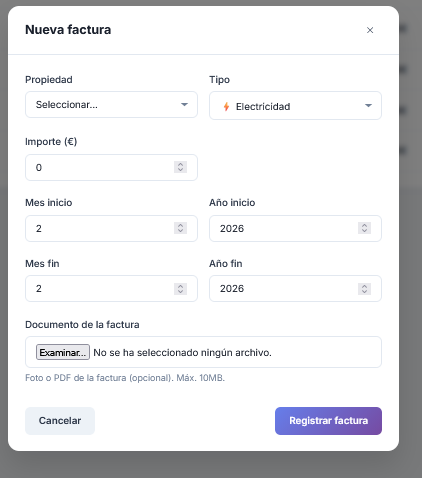 Nueva factura ×
Propiedad Tipo
Seleccionar... Electricidad
Importe (€)
0
Mes inicio Año inicio
2 2026
Mes fin Año fin
2 2026
Documento de la factura
Examinar... No se ha seleccionado ningún archivo.
Foto o PDF de la factura (opcional). Máx. 10MB.
Cancelar Registrar factura